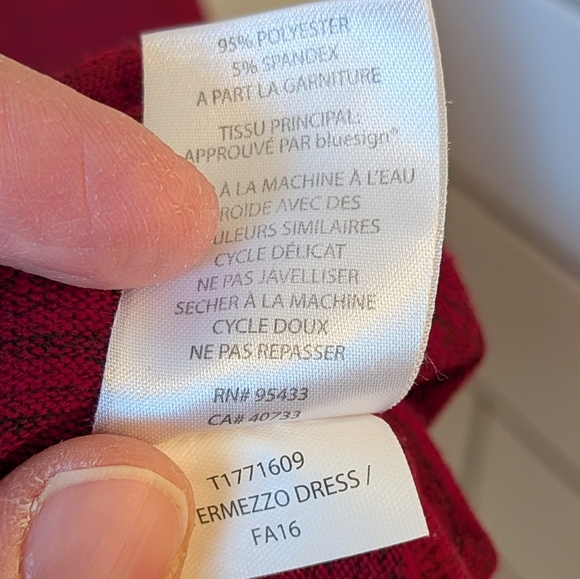 95% POLYESTER
5% SPANDEX
A PART LA GARNITURE
TISSU PRINCIPAL:
APPROUVÉ PAR bluesign®
À LA MACHINE À L'EAU
ROIDE AVEC DES
ULEURS SIMILAIRES
CYCLE DÉLICAT
NE PAS JAVELLISER
SECHER À LA MACHINE
CYCLE DOUX
NE PAS REPASSER
RN# 95433
CA# 40733
T1771609
ERMEZZO DRESS /
FA16